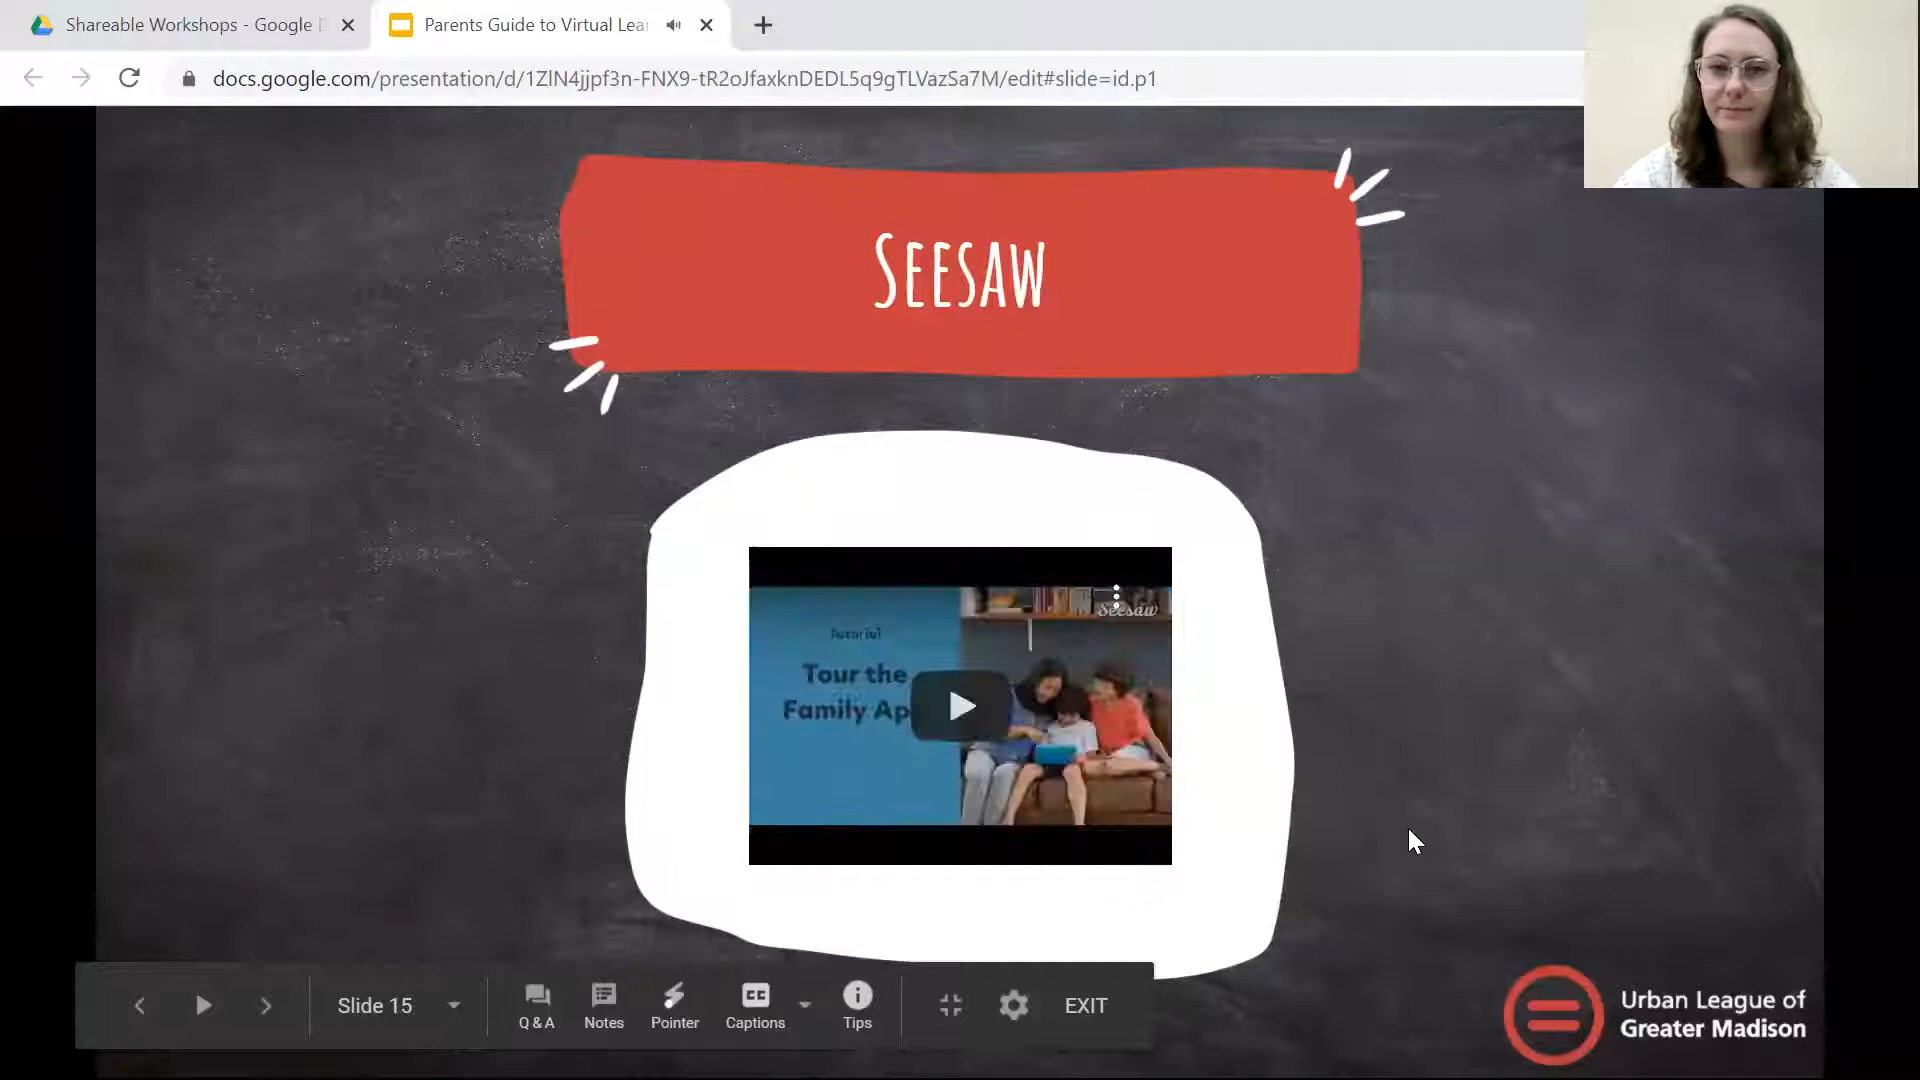 Shareable Workshops - Google
Parents Guide to Virtual Lea
docs.google.com/presentation/d/1ZlN4jjpf3n-FNX9-tR2oJfaxknDEDL5q9gTLVazSa7M/edit#slide=id.p1
Seesaw
Seesaw
Tutorial
Tour the
Family Ap
Slide 15
Q & A
Notes
Pointer
Captions
Tips
EXIT
Urban League of
Greater Madison